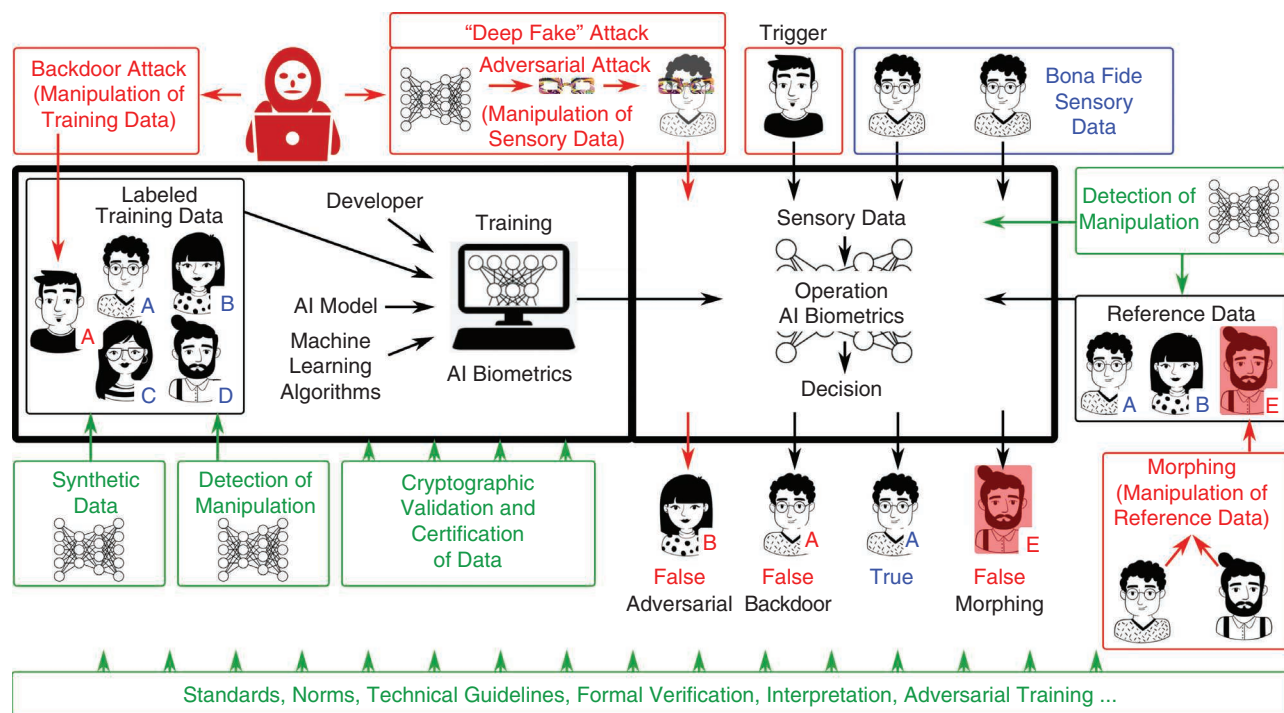 "Deep Fake" Attack
Trigger
Backdoor Attack
(Manipulation of
Training Data)
Adversarial Attack
(Manipulation of
Sensory Data)
Bona Fide
Sensory
Data
Labeled
Training Data
A
B
A
C
D
Developer
Training
AI Model
Machine
Learning
Algorithms
AI Biometrics
Sensory Data
Operation
AI Biometrics
Decision
Detection of
Manipulation
Reference Data
A
B
E
Synthetic
Data
Detection of
Manipulation
Cryptographic
Validation and
Certification
of Data
B
A
A
E
False
Adversarial
False
Backdoor
True
False
Morphing
Morphing
(Manipulation of
Reference Data)
Standards, Norms, Technical Guidelines, Formal Verification, Interpretation, Adversarial Training ...